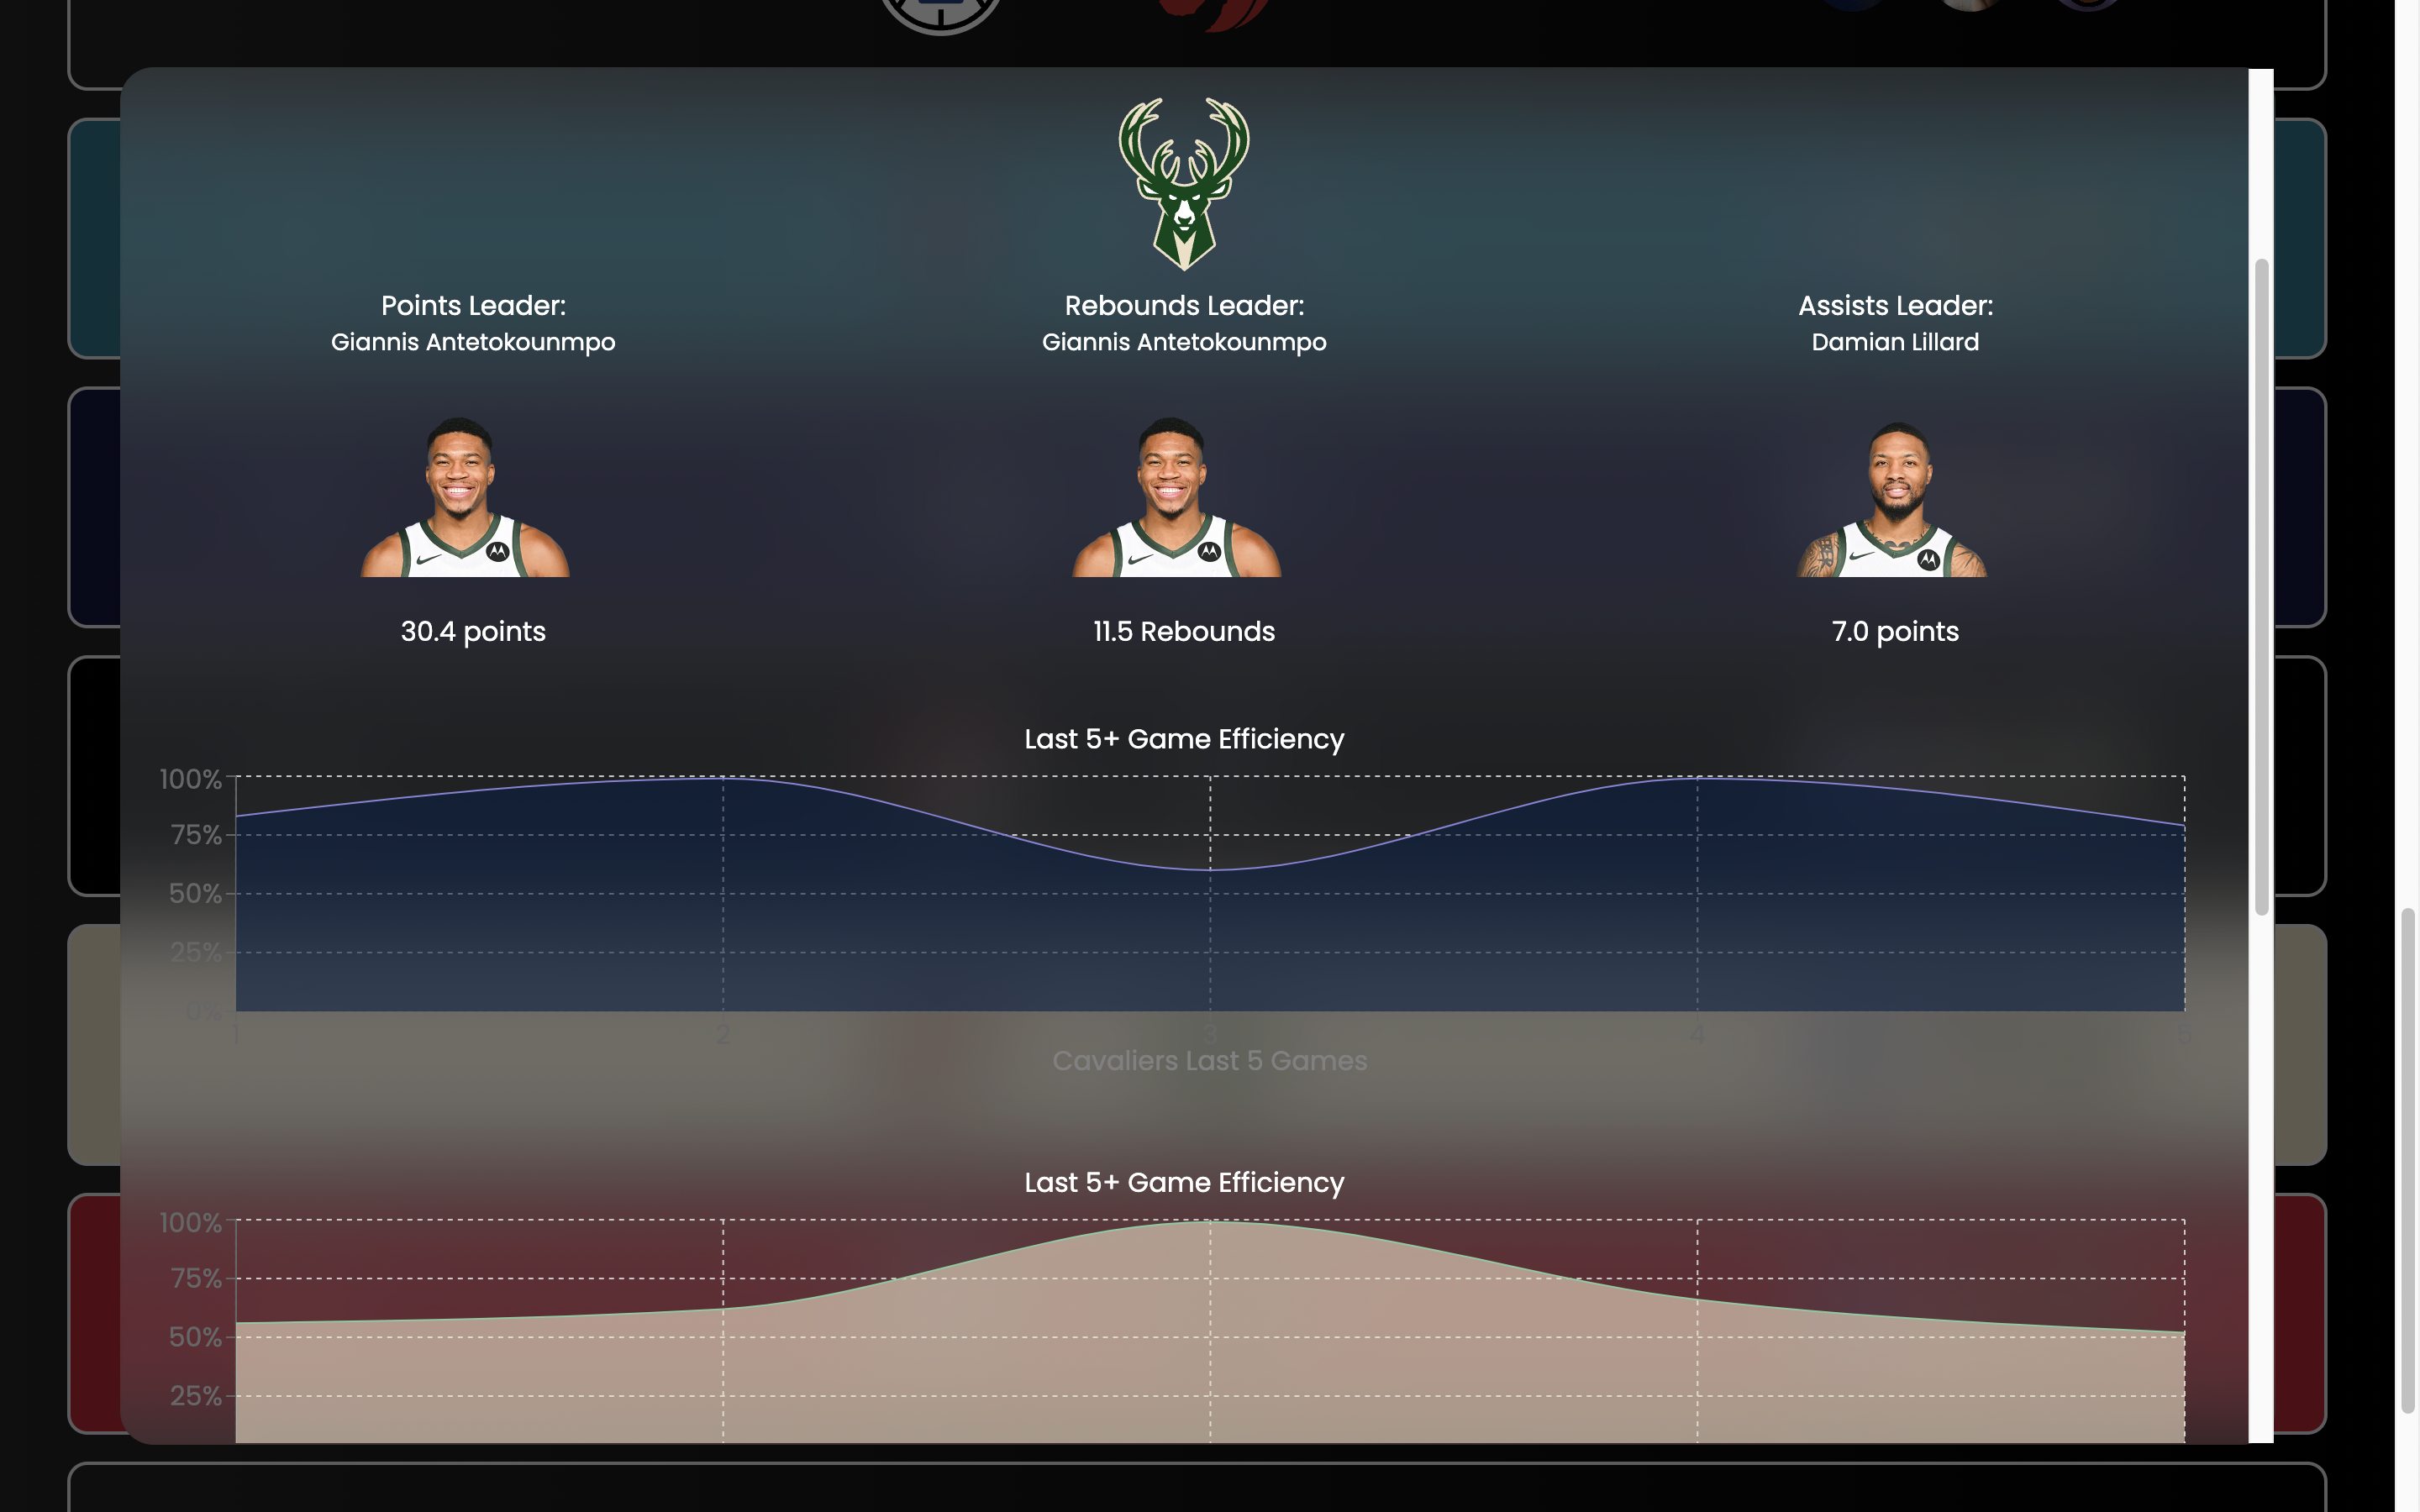 Points Leader:
Giannis Antetokounmpo
Rebounds Leader:
Giannis Antetokounmpo
Assists Leader:
Damian Lillard
30.4 points
11.5 Rebounds
7.0 points
Last 5+ Game Efficiency
100%
75%
50%
25%
0%
1 2 3 4 5
Cavaliers Last 5 Games
Last 5+ Game Efficiency
100%
75%
50%
25%